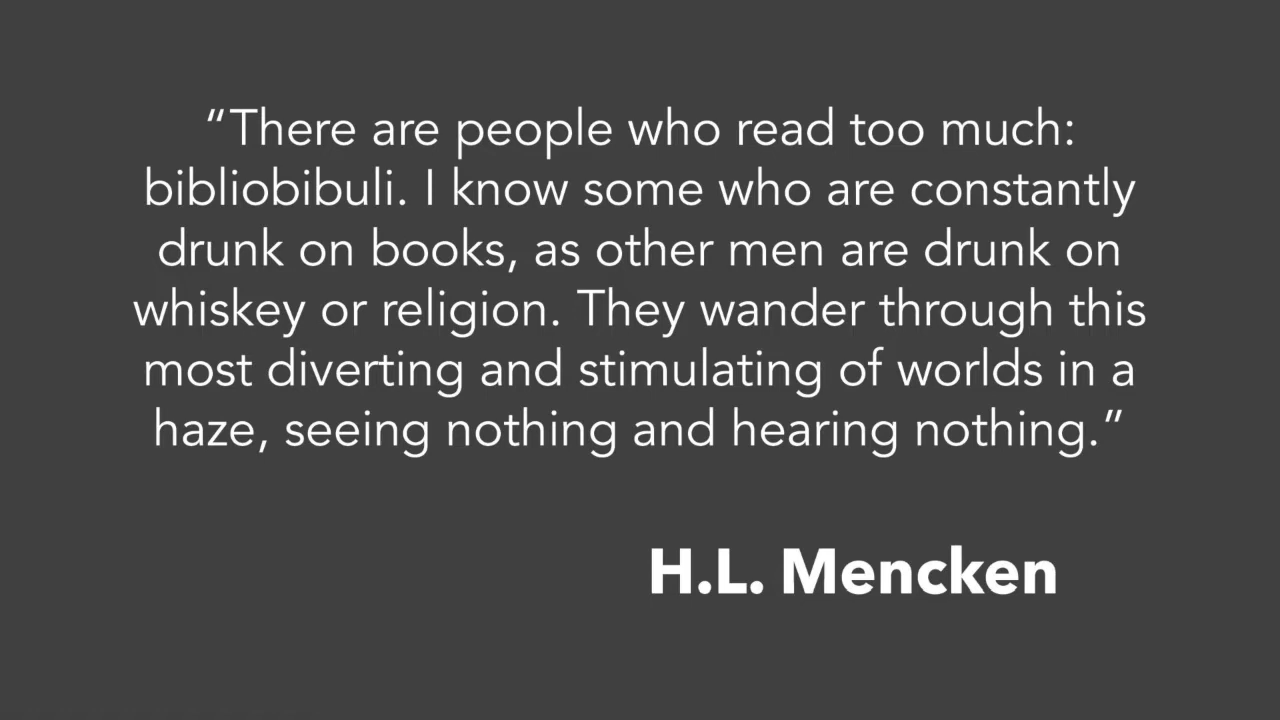 “There are people who read too much:
bibliobibuli. I know some who are constantly
drunk on books, as other men are drunk on
whiskey or religion. They wander through this
most diverting and stimulating of worlds in a
haze, seeing nothing and hearing nothing.”
H.L. Mencken